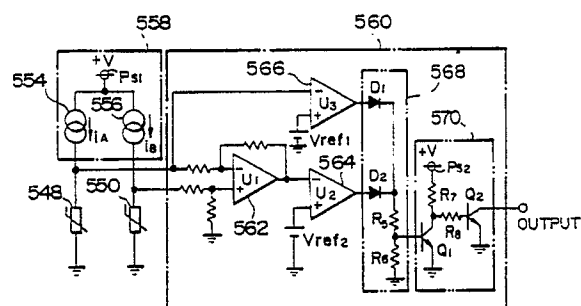 558
560
+V
PS1
554
556
iA
iB
566
U3
D1
568
570
Vref1
+V
PS2
564
548
550
U1
U2
D2
R7
Q2
562
Vref2
R5
R8
OUTPUT
R6
Q1